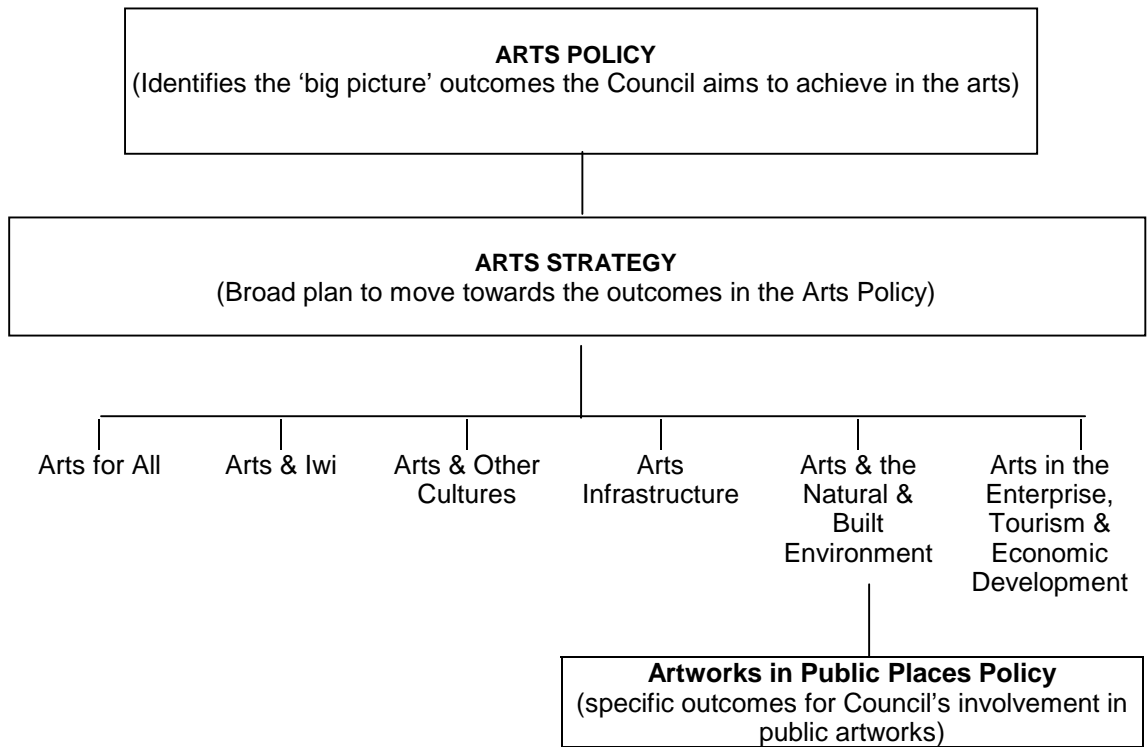 ARTS POLICY
(Identifies the ‘big picture’ outcomes the Council aims to achieve in the arts)
ARTS STRATEGY
(Broad plan to move towards the outcomes in the Arts Policy)
Arts for All
Arts & Iwi
Arts & Other
Cultures
Arts
Infrastructure
Arts & the
Natural &
Built
Environment
Arts in the
Enterprise,
Tourism &
Economic
Development
Artworks in Public Places Policy
(specific outcomes for Council’s involvement in
public artworks)